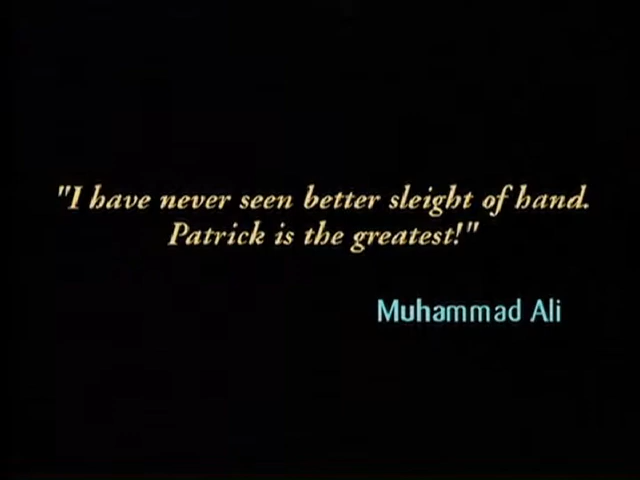 "I have never seen better sleight of hand.
Patrick is the greatest!"
Muhammad Ali